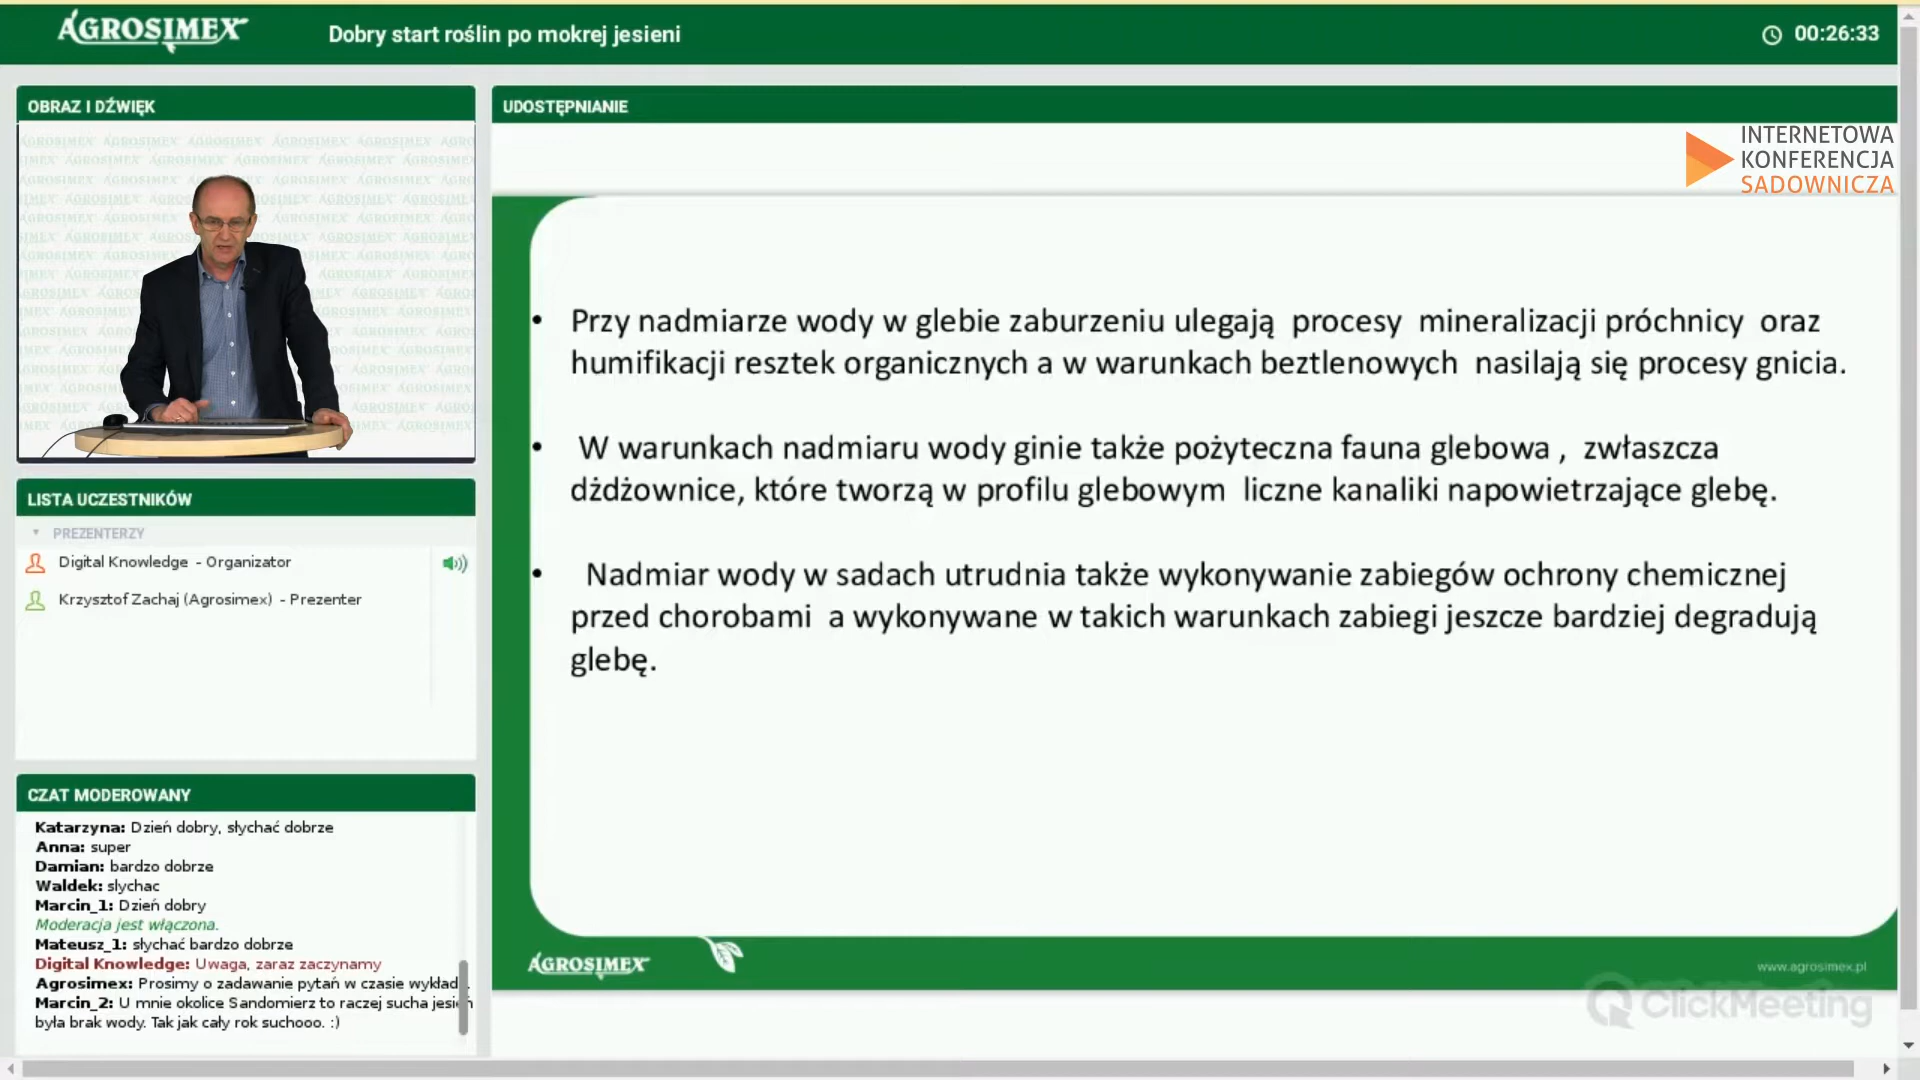 AGROSIMEX
Dobry start roślin po mokrej jesieni
00:26:33
OBRAZ I DŹWIĘK
LISTA UCZESTNIKÓW
PREZENTERZY
Digital Knowledge - Organizator
Krzysztof Zachaj (Agrosimex) - Prezenter
CZAT MODEROWANY
Katarzyna: Dzień dobry, słychać dobrze
Anna: super
Damian: bardzo dobrze
Waldek: slychac
Marcin_1: Dzień dobry
Moderacja jest włączona.
Mateusz_1: słychać bardzo dobrze
Digital Knowledge: Uwaga, zaraz zaczynamy
Agrosimex: Prosimy o zadawanie pytań w czasie wykład
Marcin_2: U mnie okolice Sandomierz to raczej sucha jesień
była brak wody. Tak jak cały rok suchooo. :)
UDOSTĘPNIANIE
INTERNETOWA
KONFERENCJA
SADOWNICZA
• Przy nadmiarze wody w glebie zaburzeniu ulegają procesy mineralizacji próchnicy oraz
humifikacji resztek organicznych a w warunkach beztlenowych nasilają się procesy gnicia.
• W warunkach nadmiaru wody ginie także pożyteczna fauna glebowa , zwłaszcza
dżdżownice, które tworzą w profilu glebowym liczne kanaliki napowietrzające glebę.
• Nadmiar wody w sadach utrudnia także wykonywanie zabiegów ochrony chemicznej
przed chorobami a wykonywane w takich warunkach zabiegi jeszcze bardziej degradują
glebę.
AGROSIMEX
www.agrosimex.pl
ClickMeeting